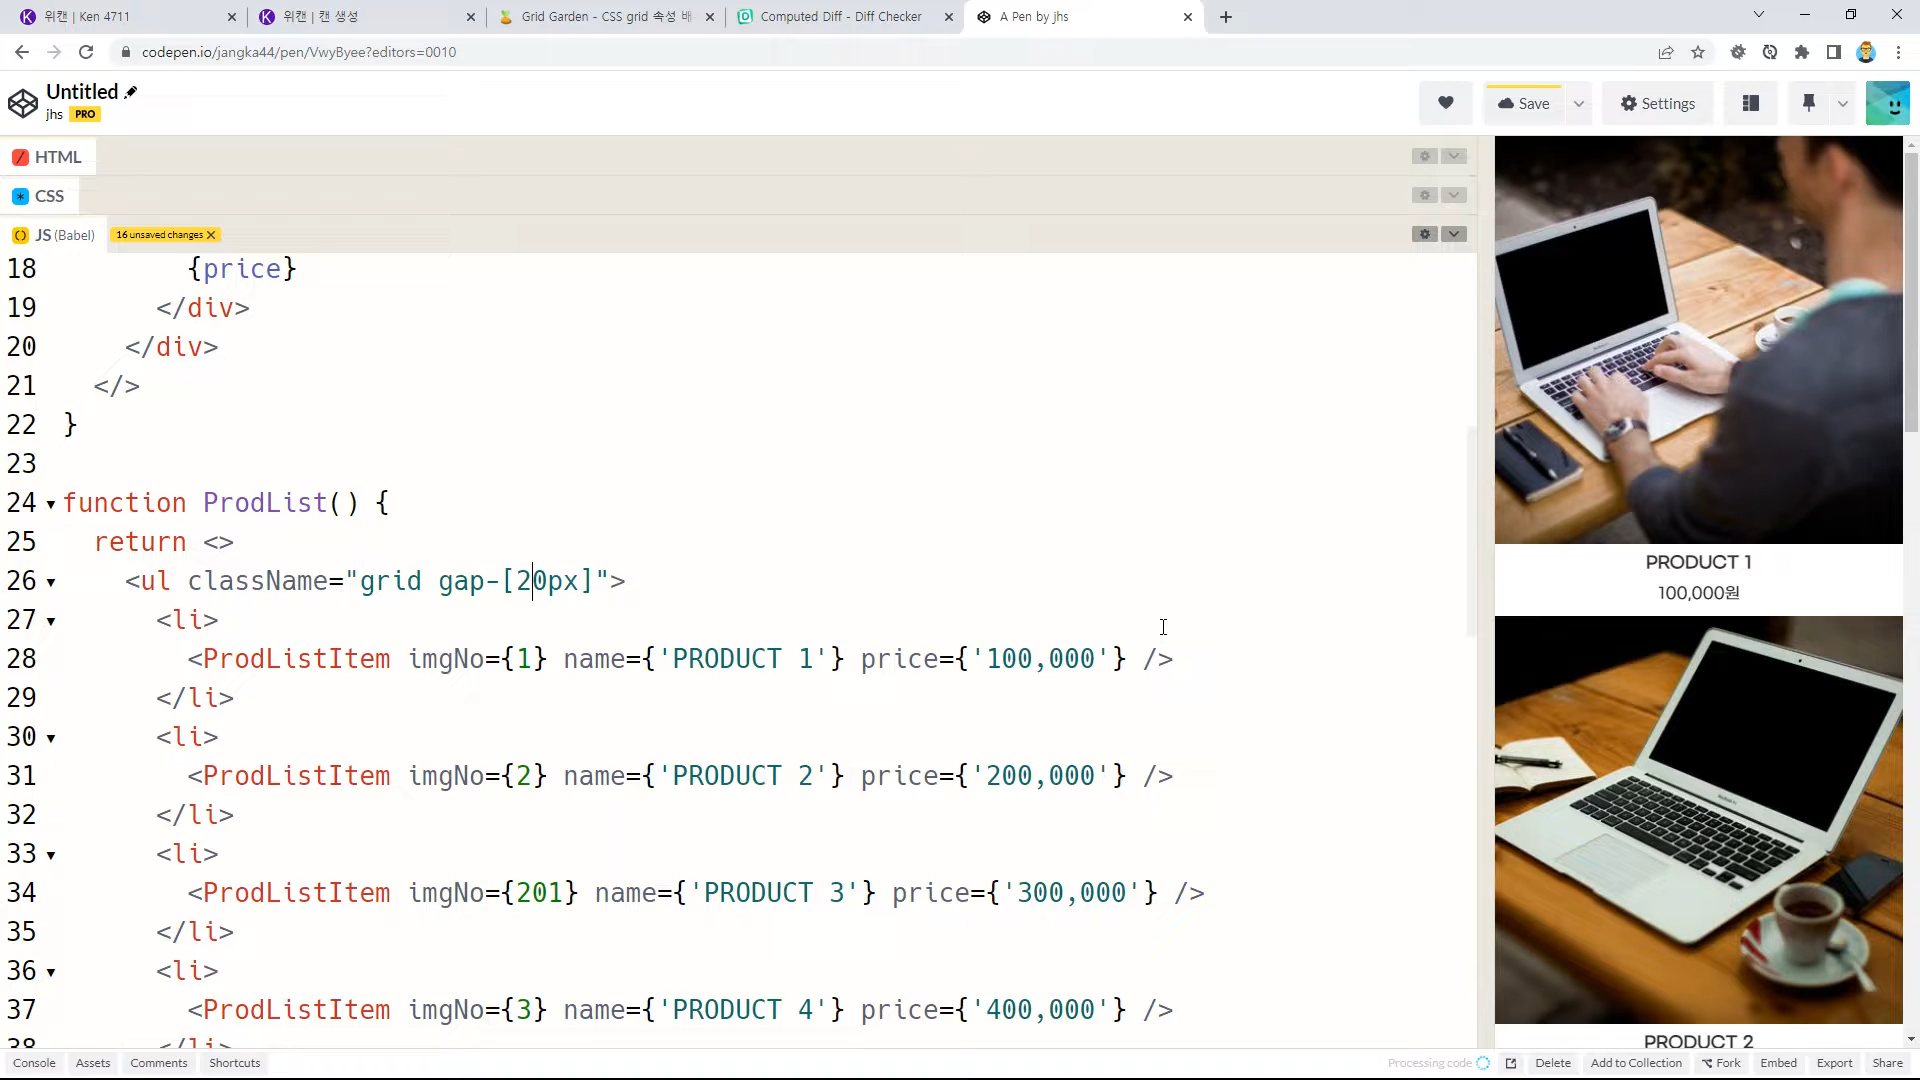 위캔 | Ken 4711
위캔 | 캔 생성
Grid Garden - CSS grid 속성 배
Computed Diff - Diff Checker
A Pen by jhs
codepen.io/jangka44/pen/VwyByee?editors=0010
Untitled
jhs PRO
Save
Settings
HTML
CSS
JS (Babel)
16 unsaved changes X
18 {price}
19 </div>
20 </div>
21 </>
22 }
23
24 function ProdList() {
25 return <>
26 <ul className="grid gap-[20px]">
27 <li>
28 <ProdListItem imgNo={1} name={'PRODUCT 1'} price={'100,000'} />
29 </li>
30 <li>
31 <ProdListItem imgNo={2} name={'PRODUCT 2'} price={'200,000'} />
32 </li>
33 <li>
34 <ProdListItem imgNo={201} name={'PRODUCT 3'} price={'300,000'} />
35 </li>
36 <li>
37 <ProdListItem imgNo={3} name={'PRODUCT 4'} price={'400,000'} />
38 </li>
PRODUCT 1
100,000원
PRODUCT 2
Console
Assets
Comments
Shortcuts
Processing code
Delete
Add to Collection
Fork
Embed
Export
Share